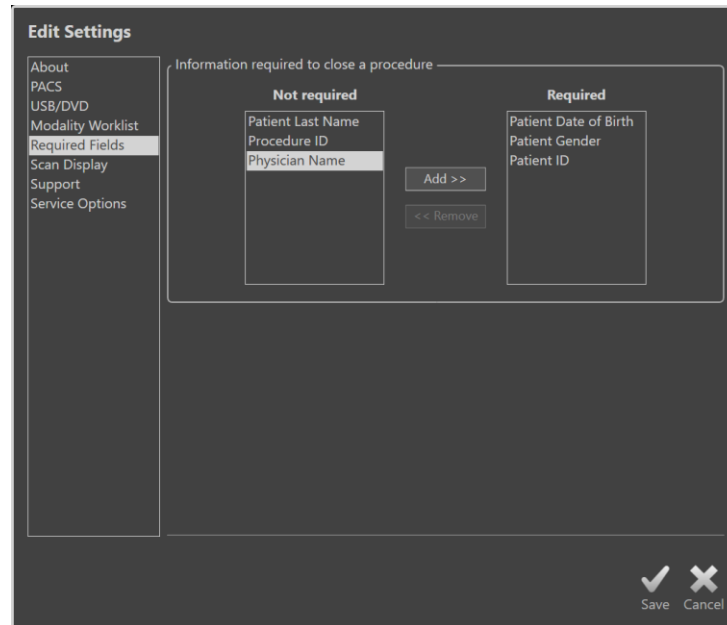 Edit Settings
About
PACS
USB/DVD
Modality Worklist
Required Fields
Scan Display
Support
Service Options
Information required to close a procedure
Not required
Patient Last Name
Procedure ID
Physician Name
Add >>
<< Remove
Required
Patient Date of Birth
Patient Gender
Patient ID
Save
Cancel